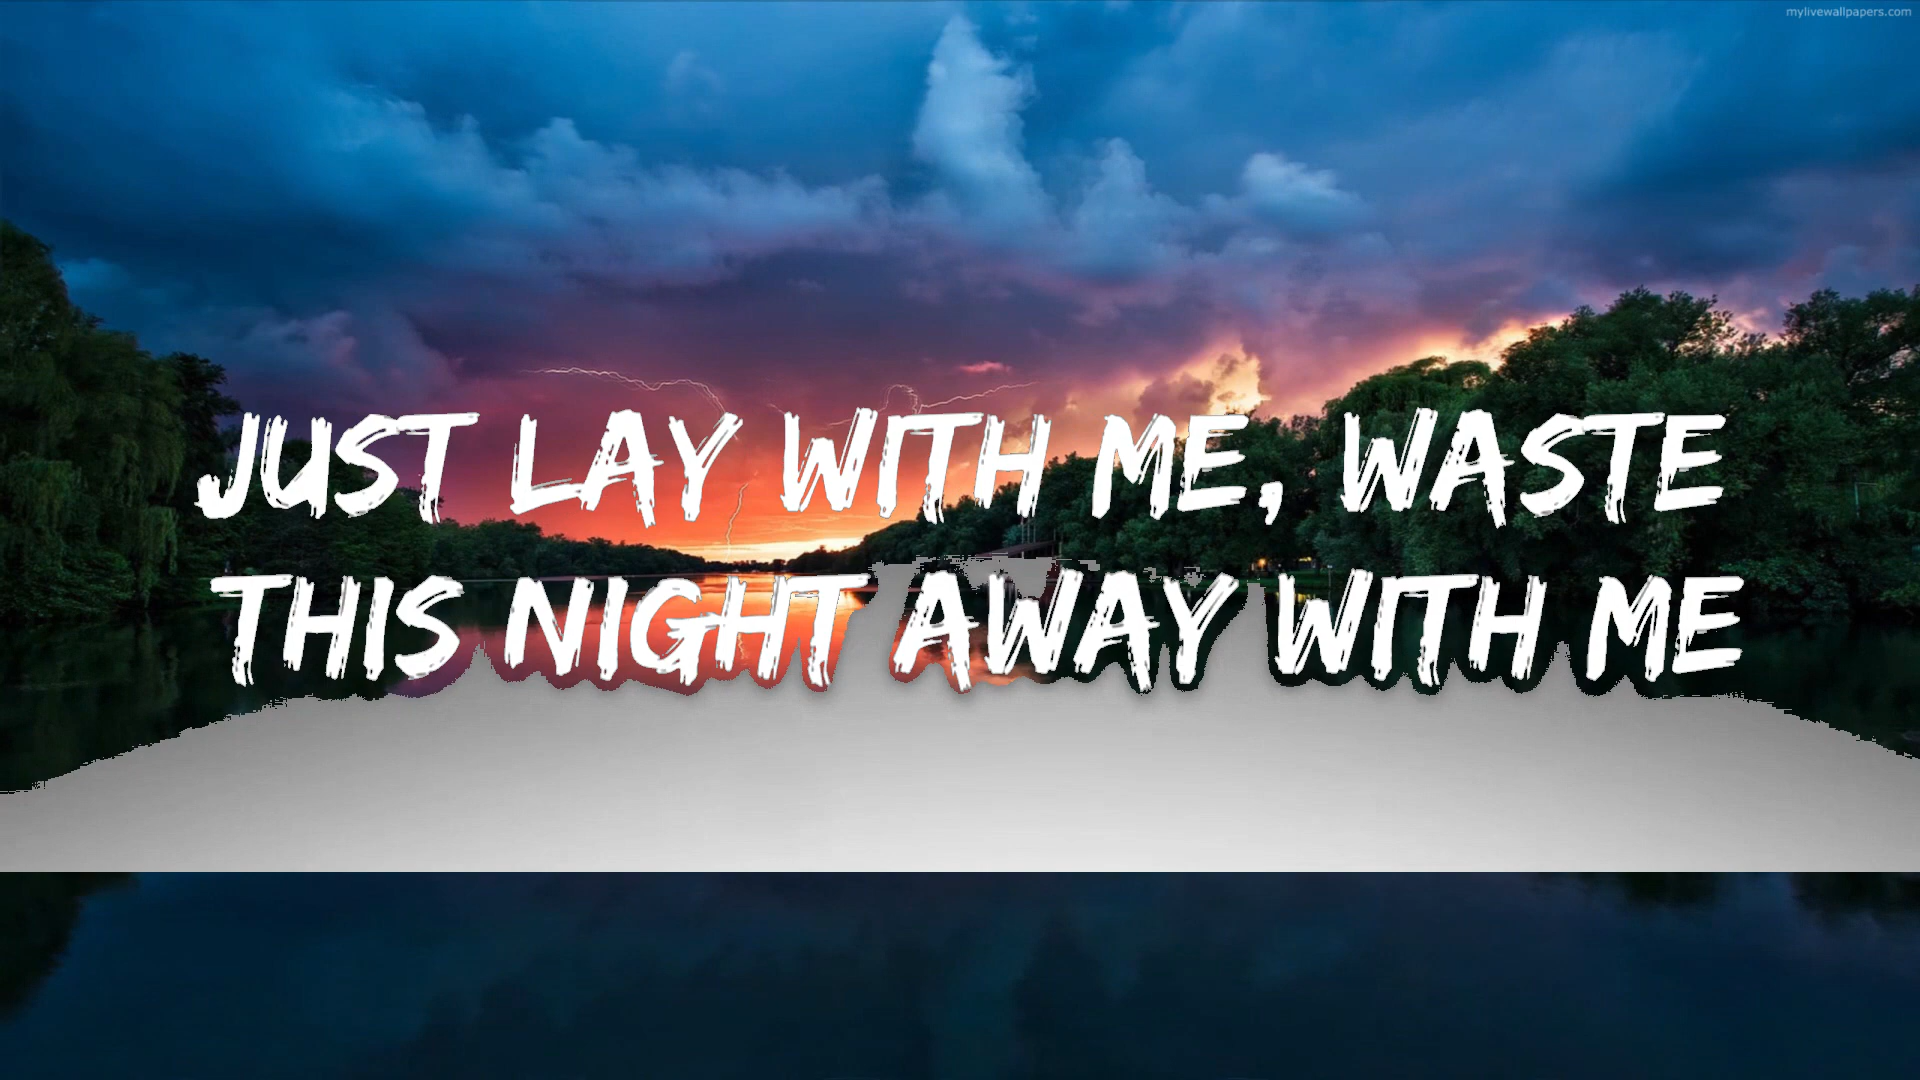 mylivewallpapers.com
JUST LAY WITH ME, WASTE
THIS NIGHT AWAY WITH ME